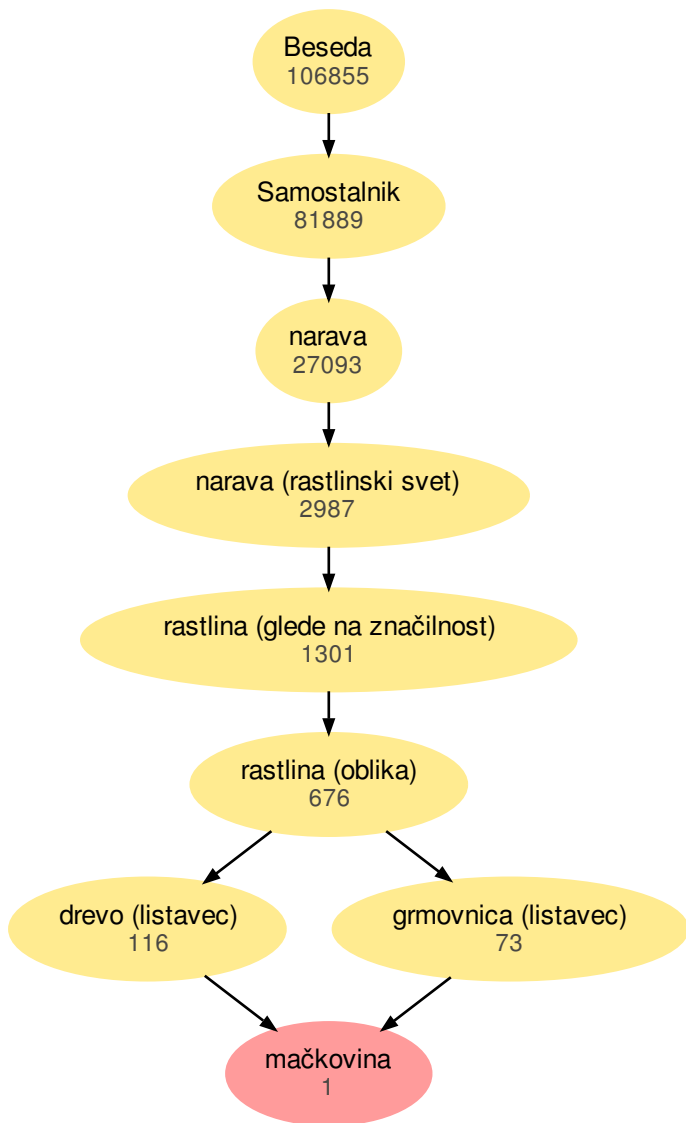 Beseda
106855
Samostalnik
81889
narava
27093
narava (rastlinski svet)
2987
rastlina (glede na značilnost)
1301
rastlina (oblika)
676
drevo (listavec)
116
grmovnica (listavec)
73
mačkovina
1